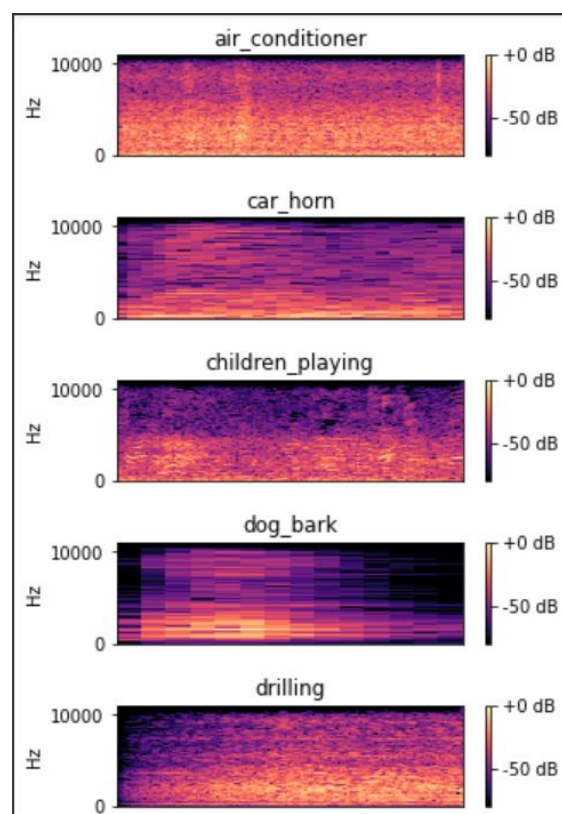 air_conditioner
10000
Hz
0
+0 dB
-50 dB
car_horn
10000
Hz
0
+0 dB
-50 dB
children_playing
10000
Hz
0
+0 dB
-50 dB
dog_bark
10000
Hz
0
+0 dB
-50 dB
drilling
10000
Hz
0
+0 dB
-50 dB